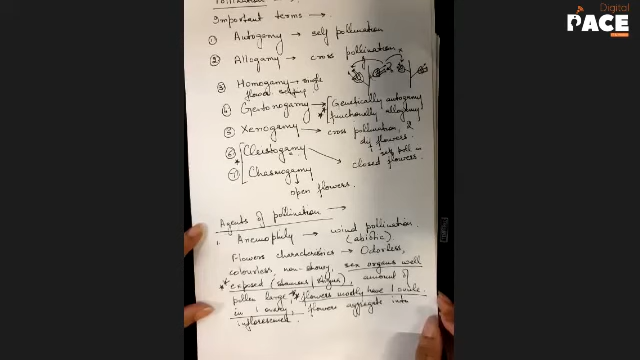 Pollination
Digital
PACE
Important terms →
① Autogamy → self pollination
② Allogamy → cross pollination
③ Homogamy → single
flower selfing
④ Geitonogamy → Genetically autogamy
** functionally allogamy
⑤ Xenogamy → cross pollination, 2
diff flowers
* ⑥ Cleistogamy → closed flowers
self poll
⑦ Chasmogamy
open flowers.
Agents of pollination →
1. Anemophily → wind pollination
(abiotic)
Flowers characteristics → Odorless,
colourless, non-showy, sex organs well
** exposed (stamens/stigma), amount of
pollen large ** flowers mostly have 1 ovule
in 1 ovary, flowers aggregate into
inflorescence.